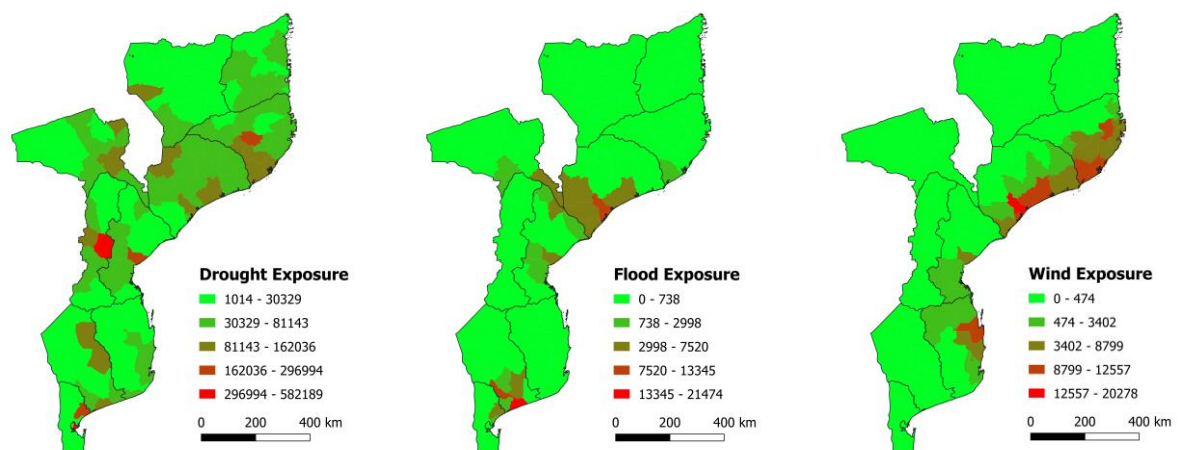 Drought Exposure
1014 - 30329
30329 - 81143
81143 - 162036
162036 - 296994
296994 - 582189
0 200 400 km
Flood Exposure
0 - 738
738 - 2998
2998 - 7520
7520 - 13345
13345 - 21474
0 200 400 km
Wind Exposure
0 - 474
474 - 3402
3402 - 8799
8799 - 12557
12557 - 20278
0 200 400 km